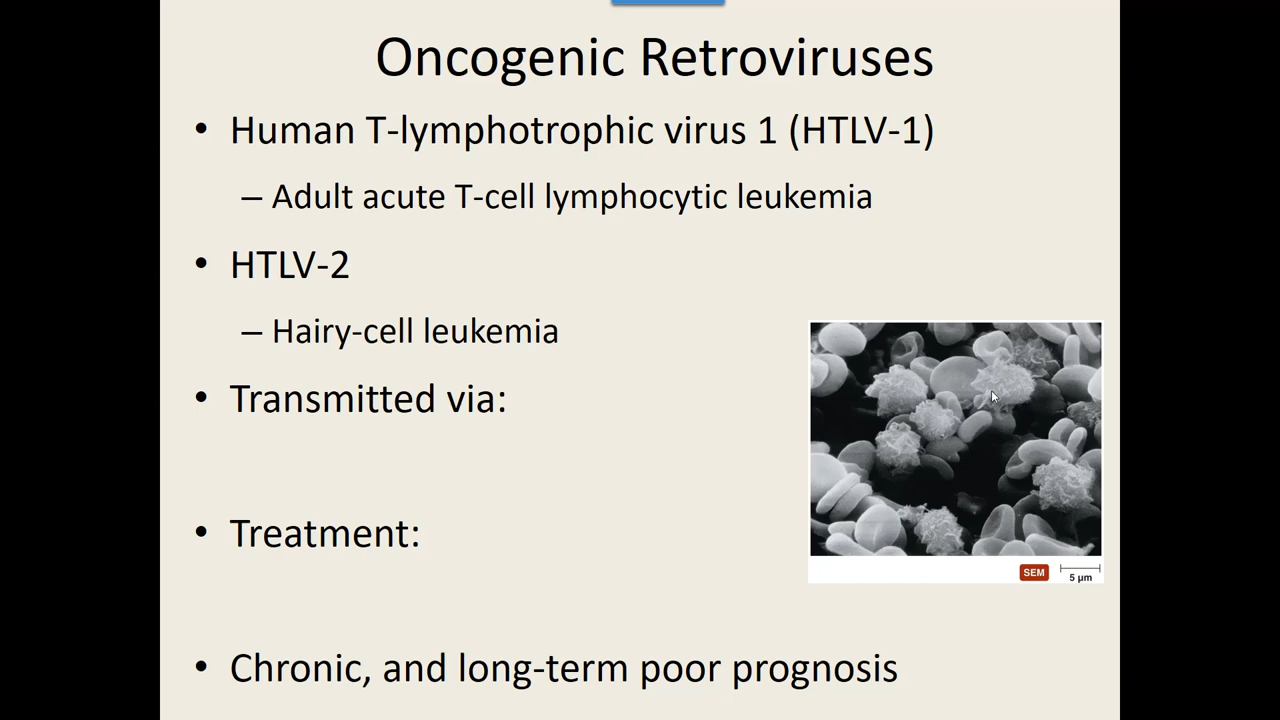 Oncogenic Retroviruses
• Human T-lymphotrophic virus 1 (HTLV-1)
– Adult acute T-cell lymphocytic leukemia
• HTLV-2
– Hairy-cell leukemia
• Transmitted via:
• Treatment:
SEM 5 µm
• Chronic, and long-term poor prognosis